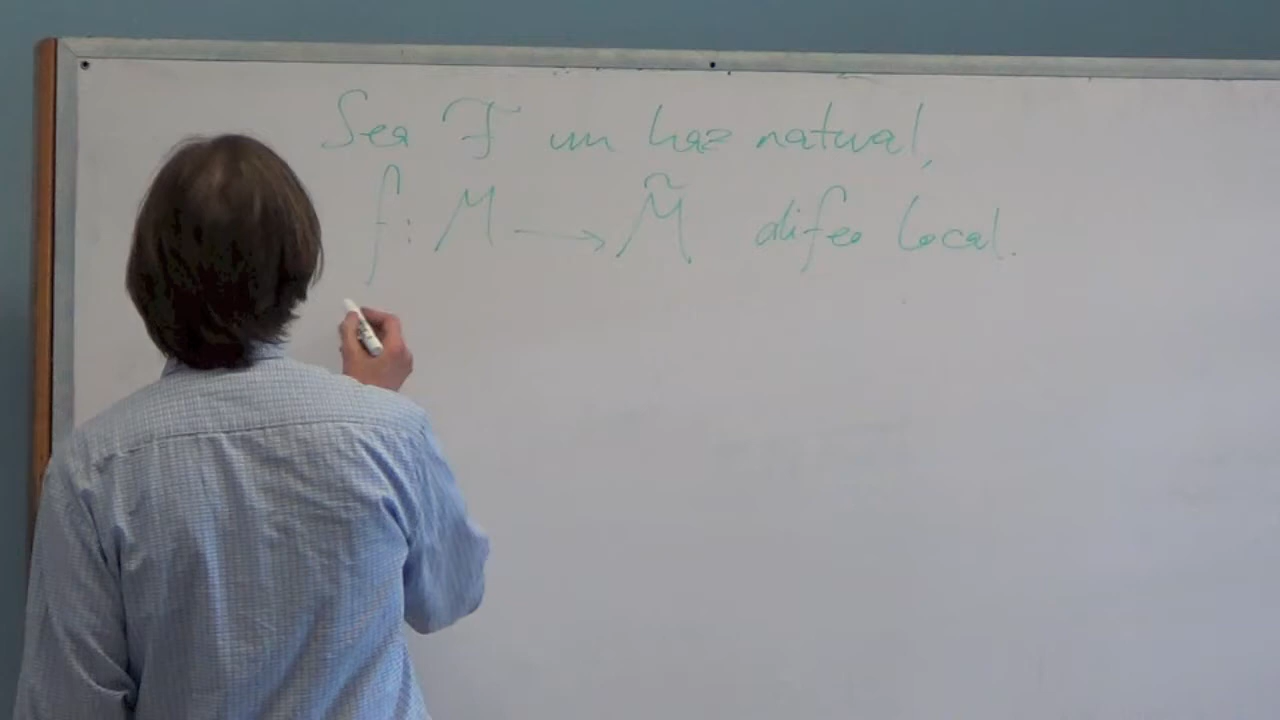 Sea F un haz natural,
f: M → M̃ difeo local.